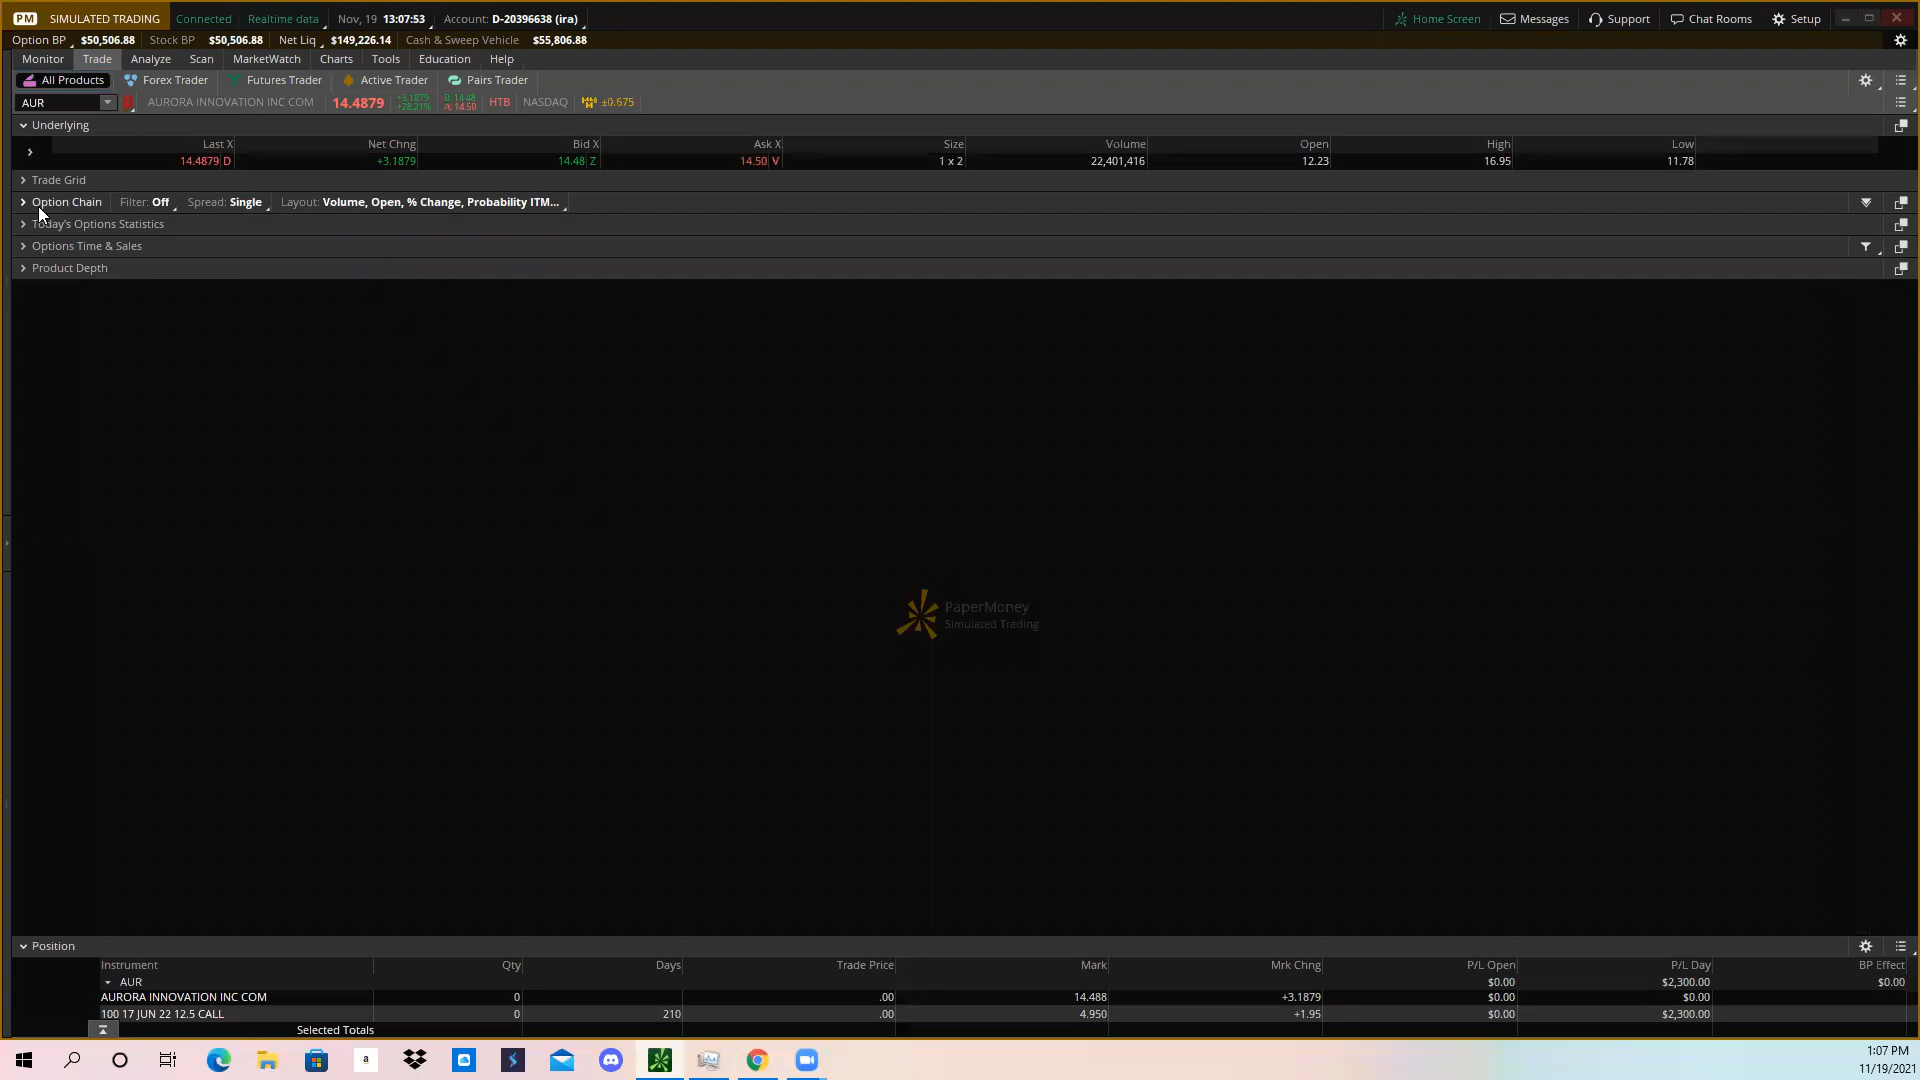 PM SIMULATED TRADING Connected Realtime data Nov, 19 13:07:53 Account: D-20396638 (ira) Home Screen Messages Support Chat Rooms Setup
Option BP $50,506.88 Stock BP $50,506.88 Net Liq $149,226.14 Cash & Sweep Vehicle $55,806.88
Monitor Trade Analyze Scan MarketWatch Charts Tools Education Help
All Products Forex Trader Futures Trader Active Trader Pairs Trader
AUR AURORA INNOVATION INC COM 14.4879 +3.1879 +28.21% B: 14.48 A: 14.50 HTB NASDAQ ±0.675
Underlying
Last X Net Chng Bid X Ask X Size Volume Open High Low
14.4879 D +3.1879 14.48 Z 14.50 V 1 x 2 22,401,416 12.23 16.95 11.78
Trade Grid
Option Chain Filter: Off Spread: Single Layout: Volume, Open, % Change, Probability ITM...
Today's Options Statistics
Options Time & Sales
Product Depth
PaperMoney
Simulated Trading
Position
Instrument Qty Days Trade Price Mark Mrk Chng P/L Open P/L Day BP Effect
AUR $0.00 $2,300.00 $0.00
AURORA INNOVATION INC COM 0 .00 14.488 +3.1879 $0.00 $0.00
100 17 JUN 22 12.5 CALL 0 210 .00 4.950 +1.95 $0.00 $2,300.00
Selected Totals
a
1:07 PM
11/19/2021